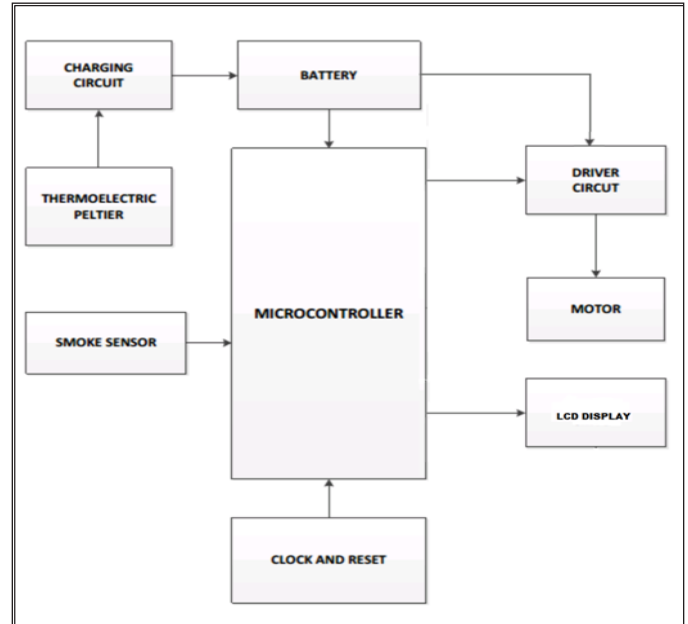 CHARGING
CIRCUIT
BATTERY
THERMOELECTRIC
PELTIER
DRIVER
CIRCUT
MICROCONTROLLER
MOTOR
SMOKE SENSOR
LCD DISPLAY
CLOCK AND RESET